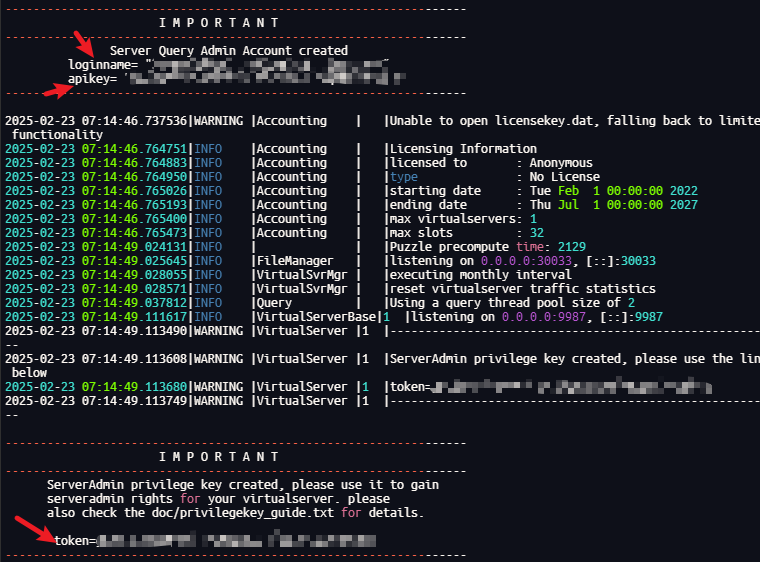 ------------------------------------------------------------------
I M P O R T A N T
------------------------------------------------------------------
Server Query Admin Account created
loginname= "
apikey= "
------------------------------------------------------------------
2025-02-23 07:14:46.737536|WARNING |Accounting    |   |Unable to open licensekey.dat, falling back to limite
functionality
2025-02-23 07:14:46.764751|INFO    |Accounting    |   |Licensing Information
2025-02-23 07:14:46.764883|INFO    |Accounting    |   |licensed to       : Anonymous
2025-02-23 07:14:46.764950|INFO    |Accounting    |   |type              : No License
2025-02-23 07:14:46.765026|INFO    |Accounting    |   |starting date     : Tue Feb  1 00:00:00 2022
2025-02-23 07:14:46.765193|INFO    |Accounting    |   |ending date       : Thu Jul  1 00:00:00 2027
2025-02-23 07:14:46.765400|INFO    |Accounting    |   |max virtualservers: 1
2025-02-23 07:14:46.765473|INFO    |Accounting    |   |max slots         : 32
2025-02-23 07:14:49.024131|INFO    |              |   |Puzzle precompute time: 2129
2025-02-23 07:14:49.025645|INFO    |FileManager   |   |listening on 0.0.0.0:30033, [::]:30033
2025-02-23 07:14:49.028055|INFO    |VirtualSvrMgr |   |executing monthly interval
2025-02-23 07:14:49.028571|INFO    |VirtualSvrMgr |   |reset virtualserver traffic statistics
2025-02-23 07:14:49.037812|INFO    |Query         |   |Using a query thread pool size of 2
2025-02-23 07:14:49.111617|INFO    |VirtualServerBase|1  |listening on 0.0.0.0:9987, [::]:9987
2025-02-23 07:14:49.113490|WARNING |VirtualServer |1  |-----------------------------------------------------
--
2025-02-23 07:14:49.113608|WARNING |VirtualServer |1  |ServerAdmin privilege key created, please use the lin
below
2025-02-23 07:14:49.113680|WARNING |VirtualServer |1  |token=
2025-02-23 07:14:49.113749|WARNING |VirtualServer |1  |-----------------------------------------------------
--
------------------------------------------------------------------
I M P O R T A N T
------------------------------------------------------------------
ServerAdmin privilege key created, please use it to gain
serveradmin rights for your virtualserver. please
also check the doc/privilegekey_guide.txt for details.
token=
------------------------------------------------------------------